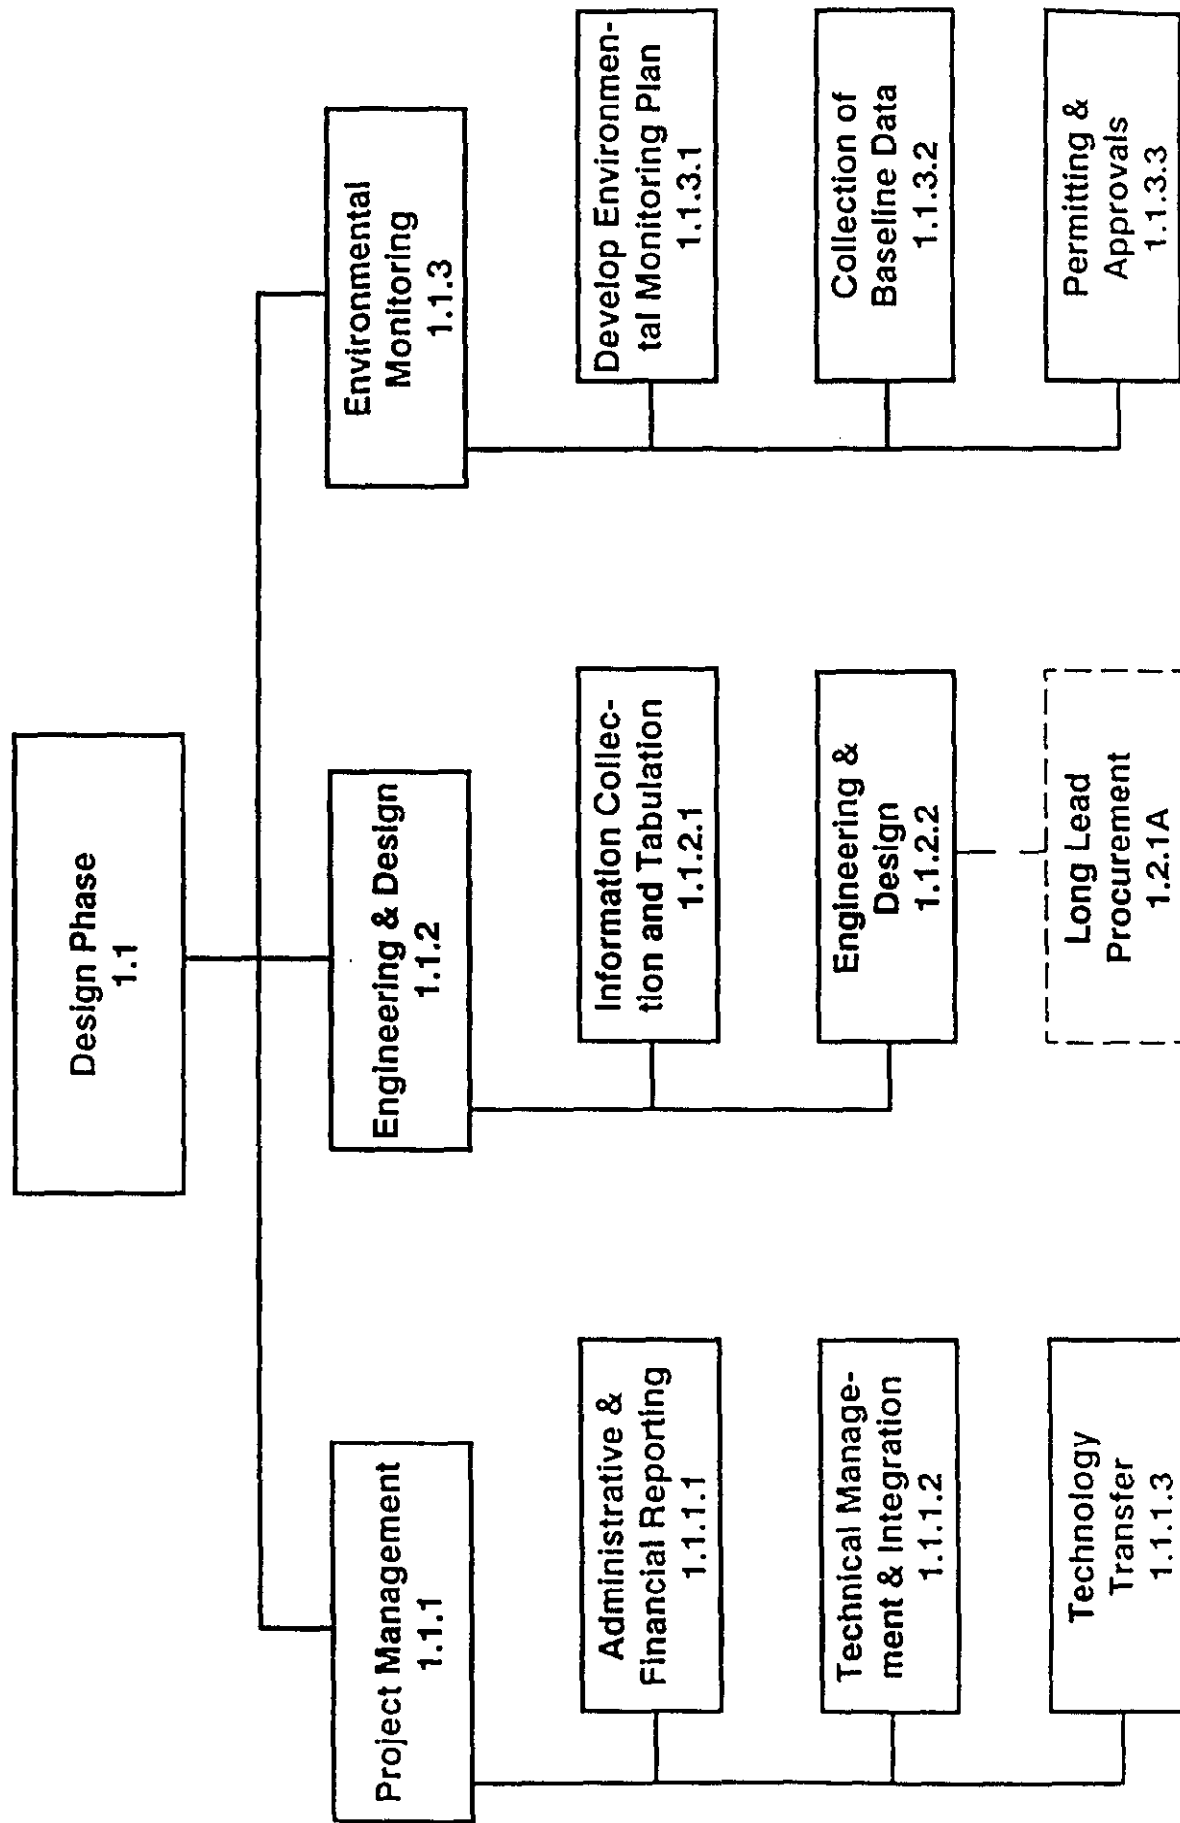 Design Phase
1.1
Project Management
1.1.1
Administrative &
Financial Reporting
1.1.1.1
Technical Manage-
ment & Integration
1.1.1.2
Technology
Transfer
1.1.1.3
Engineering & Design
1.1.2
Information Collec-
tion and Tabulation
1.1.2.1
Engineering &
Design
1.1.2.2
Long Lead
Procurement
1.2.1A
Environmental
Monitoring
1.1.3
Develop Environmen-
tal Monitoring Plan
1.1.3.1
Collection of
Baseline Data
1.1.3.2
Permitting &
Approvals
1.1.3.3